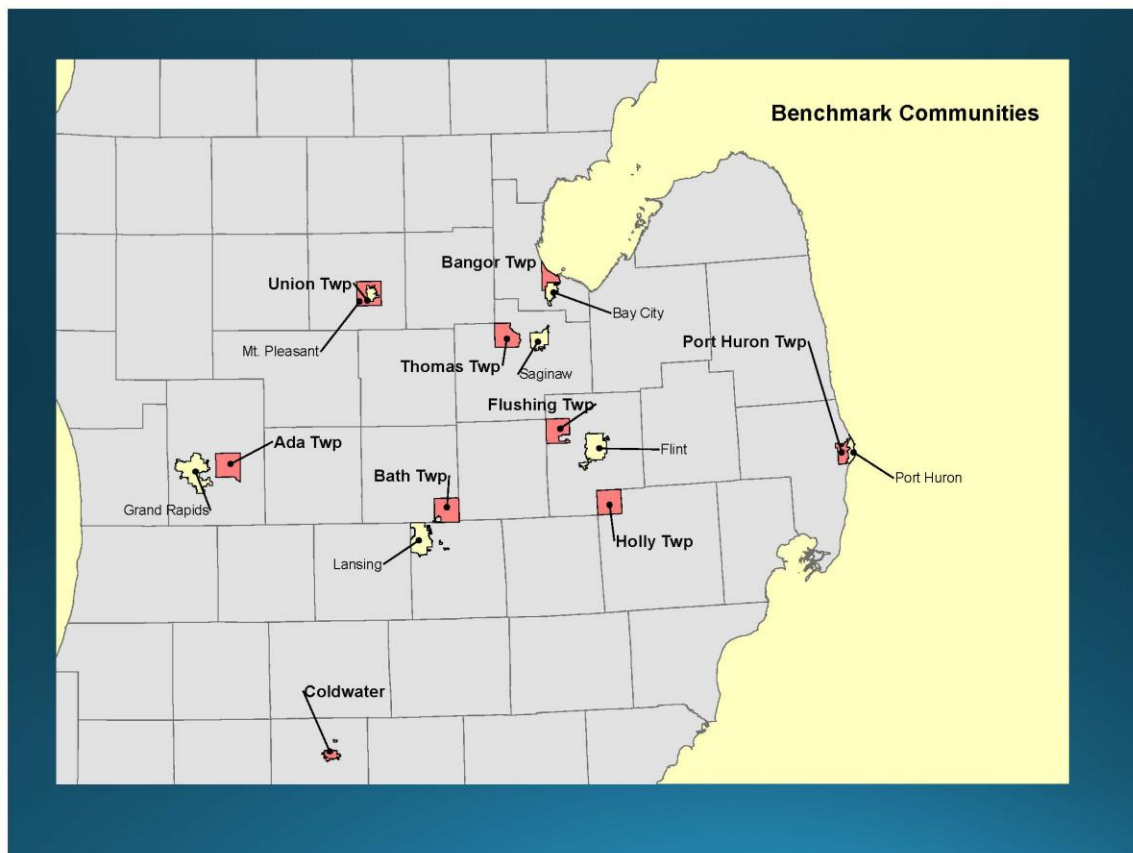 Benchmark Communities
Bangor Twp
Union Twp
Bay City
Mt. Pleasant
Port Huron Twp
Thomas Twp
Saginaw
Flushing Twp
Ada Twp
Flint
Bath Twp
Port Huron
Grand Rapids
Holly Twp
Lansing
Coldwater